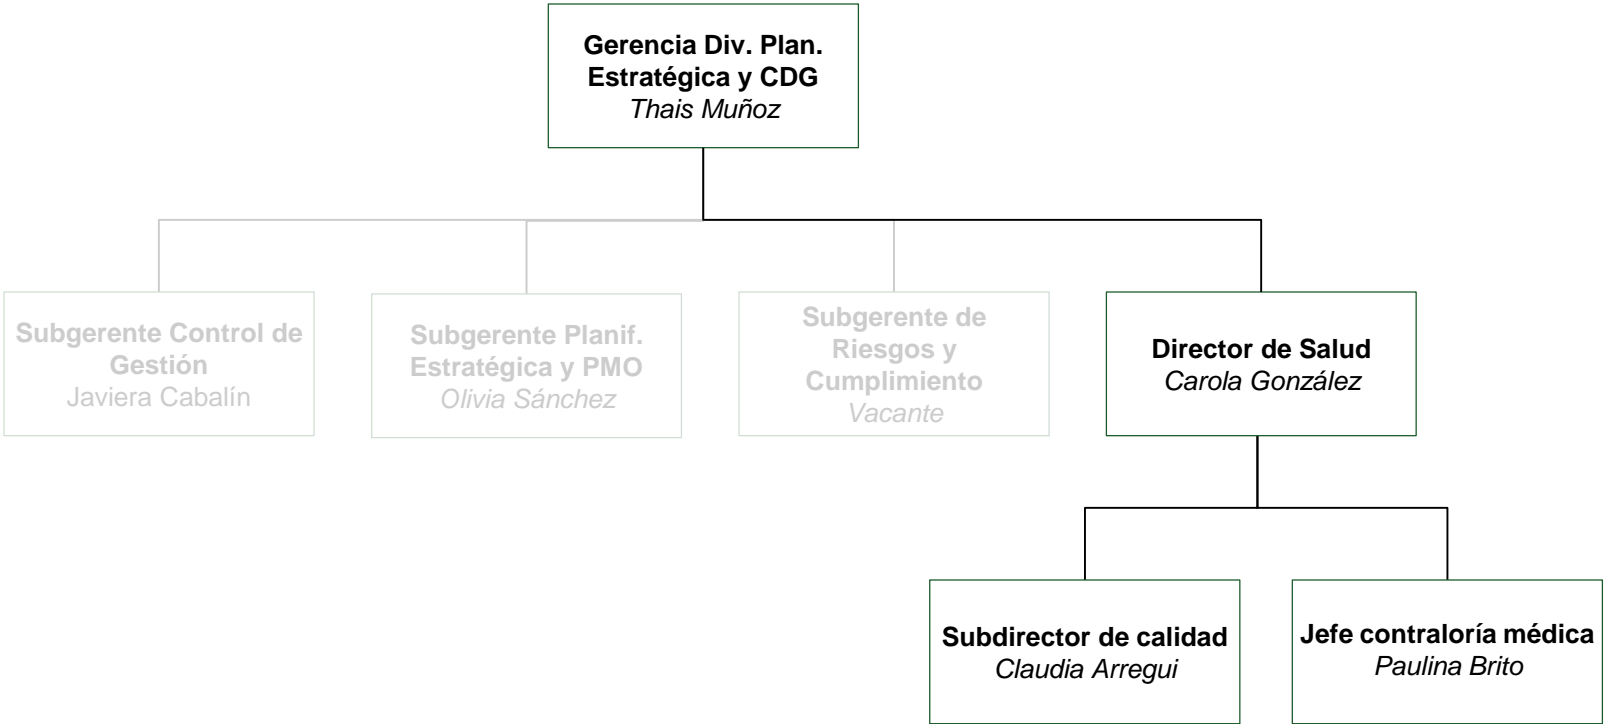 Gerencia Div. Plan.
Estratégica y CDG
Thais Muñoz
Subgerente Control de
Gestión
Javiera Cabalín
Subgerente Planif.
Estratégica y PMO
Olivia Sánchez
Subgerente de
Riesgos y
Cumplimiento
Vacante
Director de Salud
Carola González
Subdirector de calidad
Claudia Arregui
Jefe contraloría médica
Paulina Brito